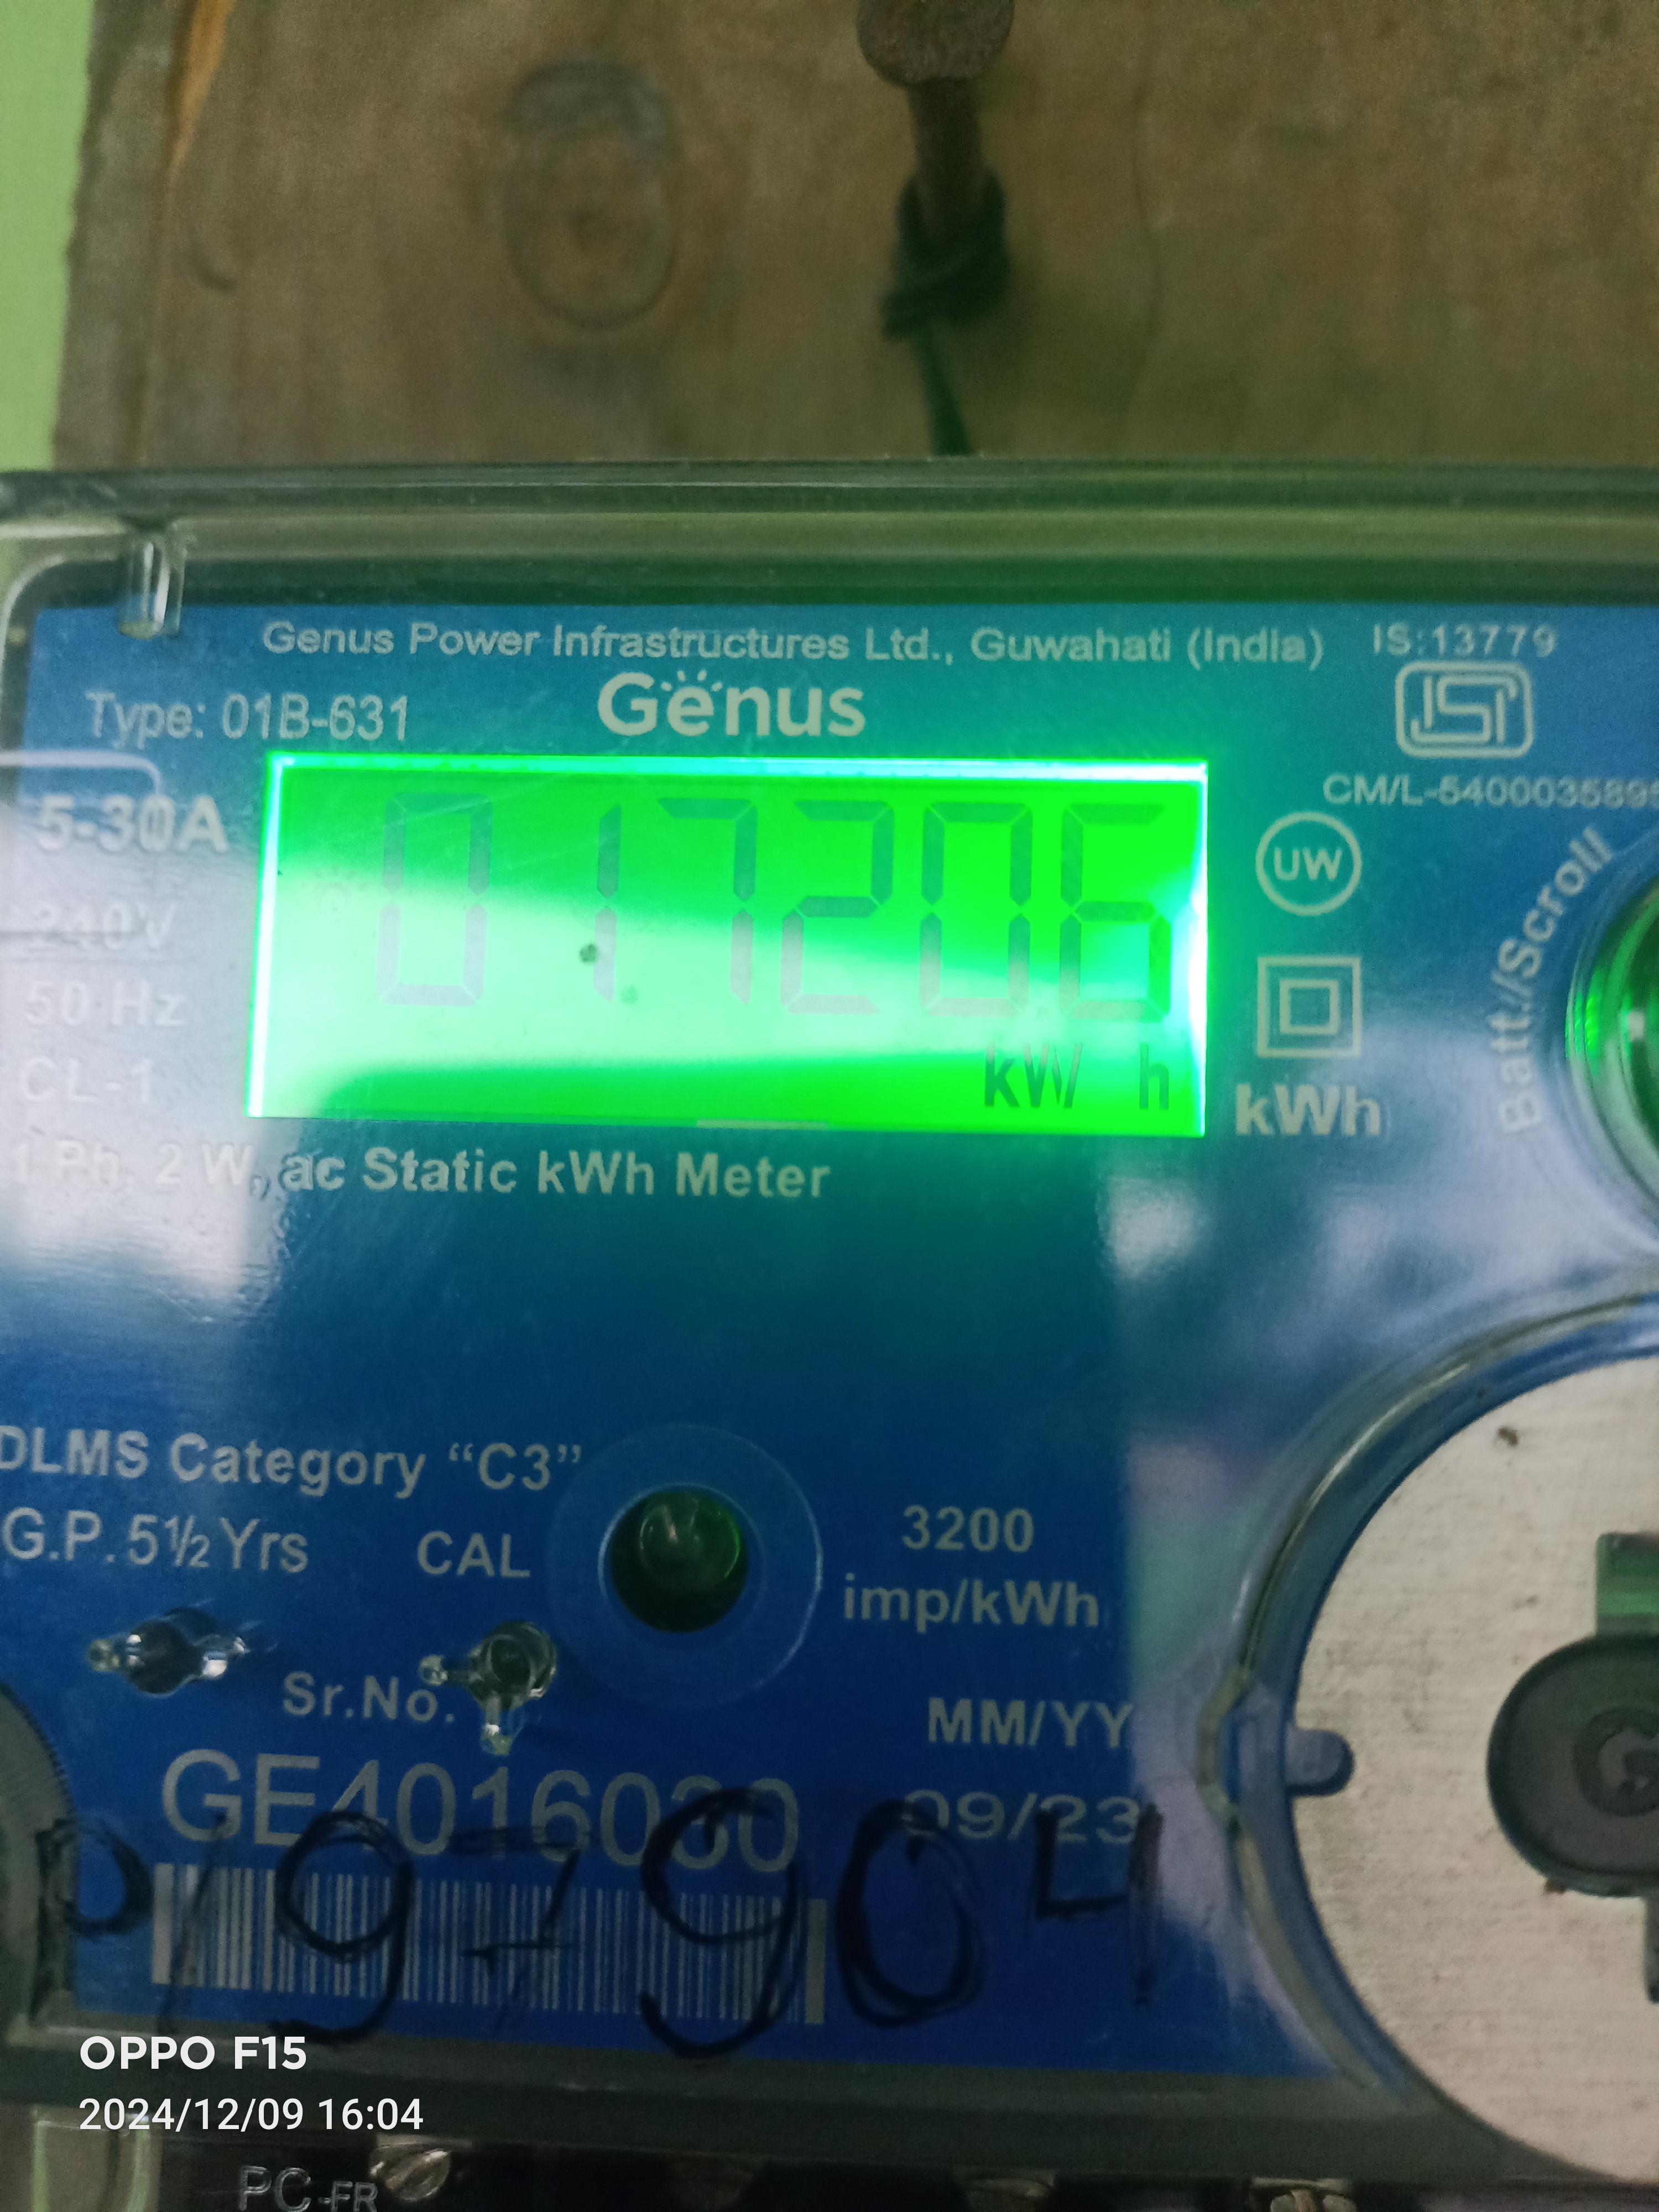 Genus Power Infrastructures Ltd., Guwahati (India)
IS:13779
Type: 01B-631
Genus
ISI
CM/L-540003589
5-30A
240V
50 Hz
CL-1
01720.6
kW h
UW
kWh
Batt./Scroll
1 Ph. 2 W, ac Static kWh Meter
DLMS Category "C3"
G.P. 5½ Yrs
CAL
3200
imp/kWh
Sr.No.
MM/YY
GE4016030
09/23
P/97904
OPPO F15
2024/12/09 16:04
PC-FR